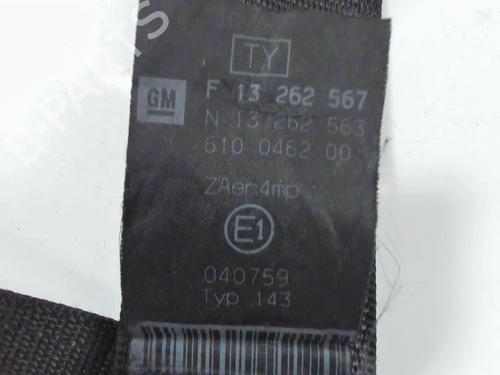 TY
GM F 13 262 567
N 13 262 563
610 0462 00
ZAer4mp
E1
040759
Typ 143